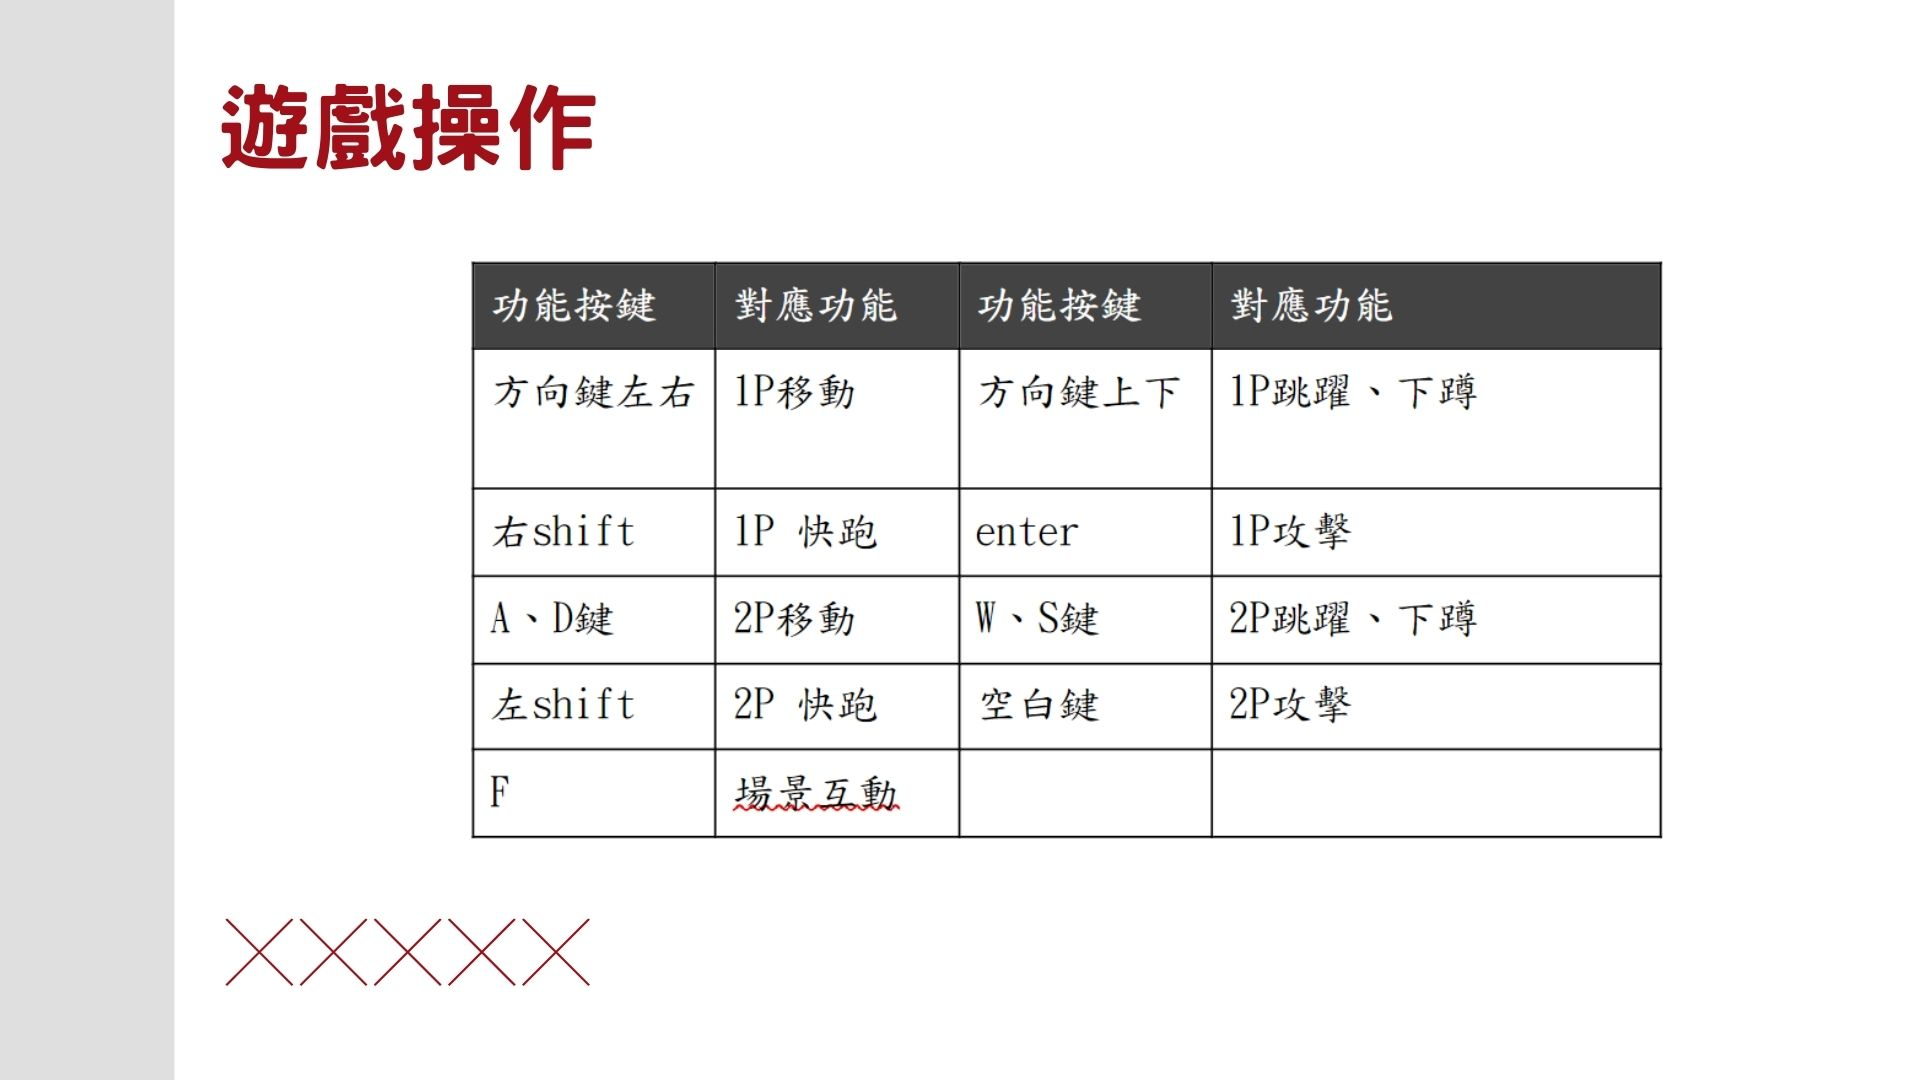 遊戲操作
功能按鍵 對應功能 功能按鍵 對應功能
方向鍵左右 1P移動 方向鍵上下 1P跳躍、下蹲
右shift 1P 快跑 enter 1P攻擊
A、D鍵 2P移動 W、S鍵 2P跳躍、下蹲
左shift 2P 快跑 空白鍵 2P攻擊
F 場景互動